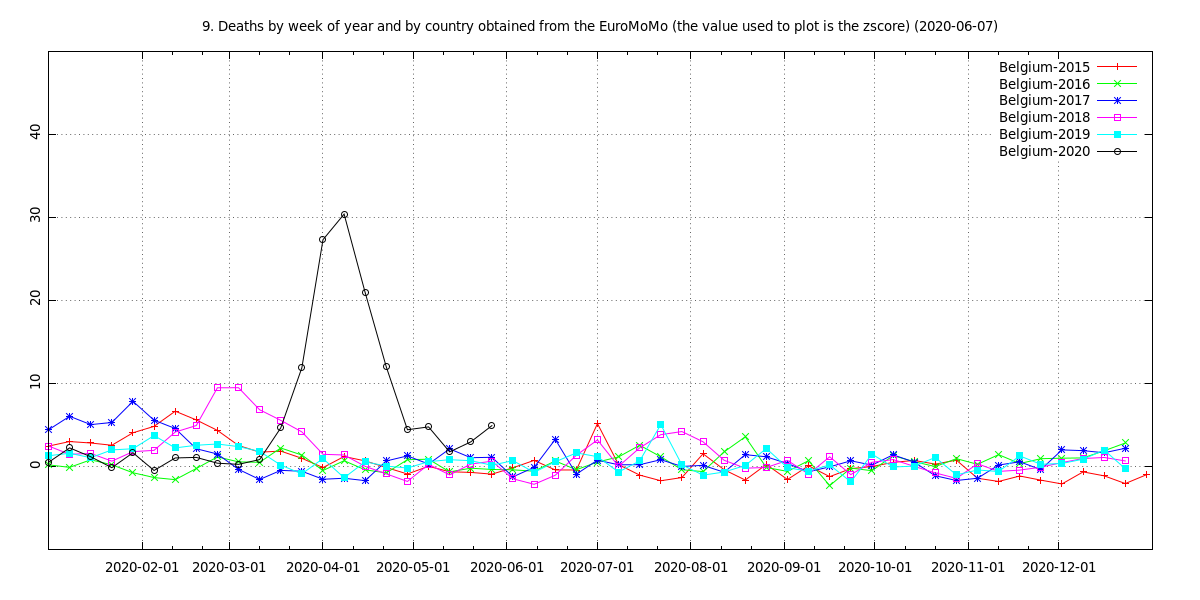 9. Deaths by week of year and by country obtained from the EuroMoMo (the value used to plot is the zscore) (2020-06-07)
Belgium-2015
Belgium-2016
Belgium-2017
Belgium-2018
Belgium-2019
Belgium-2020
40
30
20
10
0
2020-02-01 2020-03-01 2020-04-01 2020-05-01 2020-06-01 2020-07-01 2020-08-01 2020-09-01 2020-10-01 2020-11-01 2020-12-01